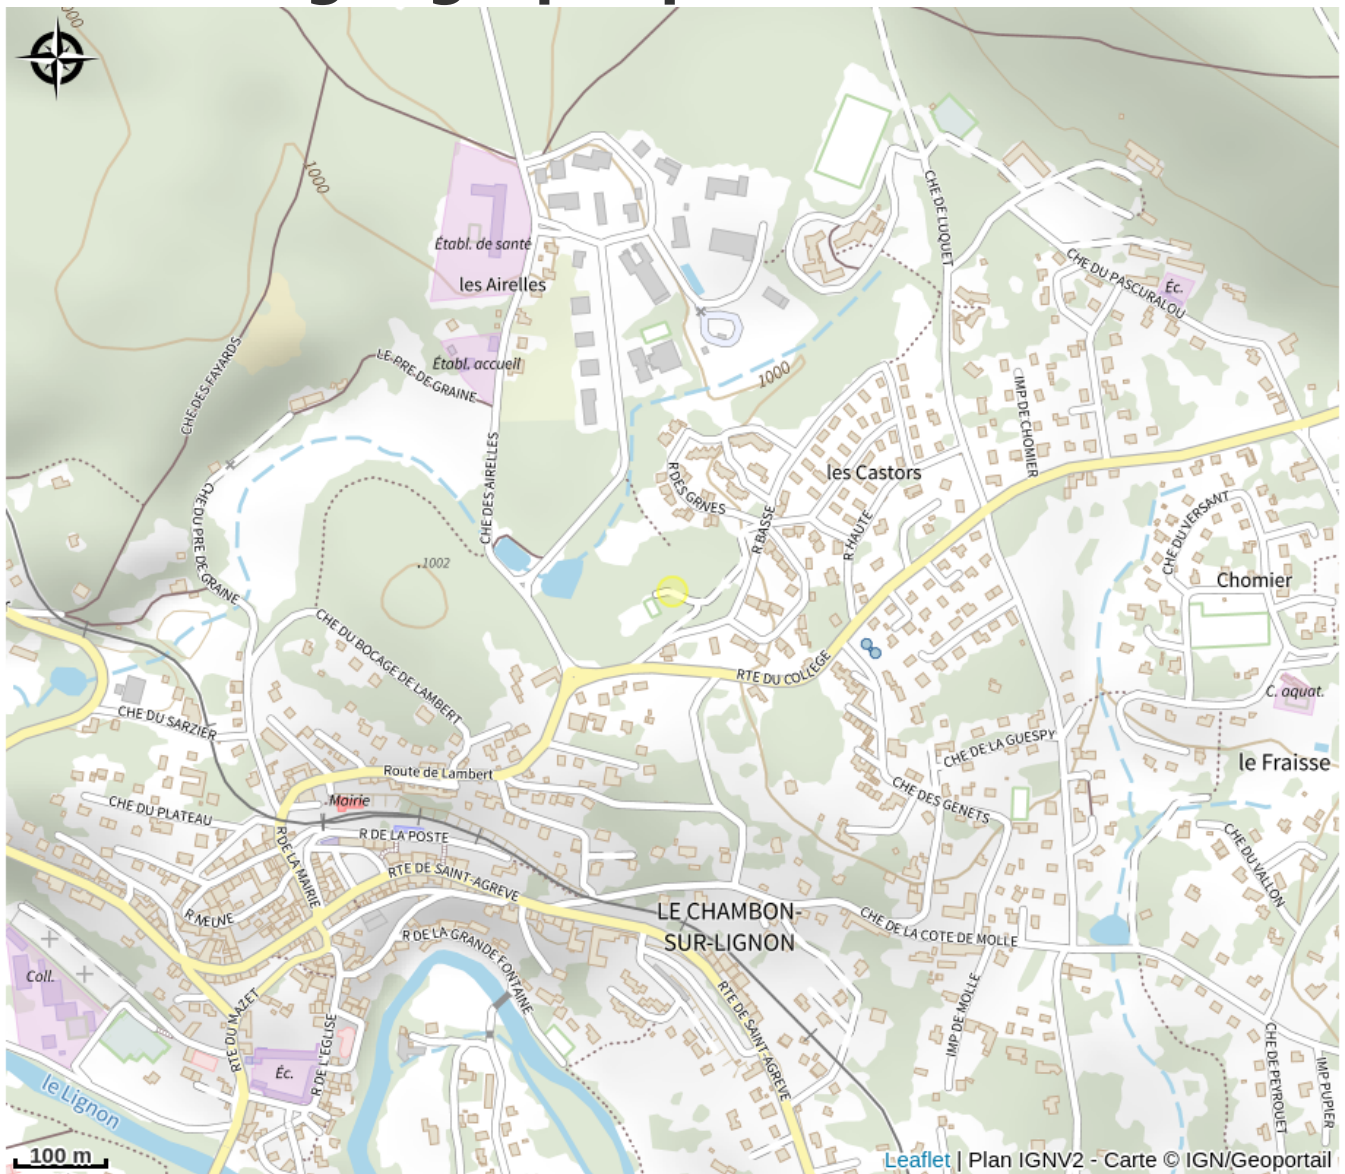 1000
Établ. de santé
les Airelles
Établ. accueil
LE PRE DE GRAINE
CHE DES FAYARDS
CHE DES AIRELLES
CHE DU PRE DE GRAINE
.1002
1000
CHE DE LUQUET
CHE DU PASCURALOU
Éc.
1000
IMP DE CHOMIER
les Castors
R DES GRNES
R BASSE
R HAUTE
CHE DU VERSANT
Chomier
CHE DU BOCAGE DE LAMBERT
RTE DU COLLEGE
C. aquat.
CHE DU SARZIER
CHE DE LA GUESPY
le Fraisse
Route de Lambert
Mairie
CHE DES GENETS
CHE DU PLATEAU
R DE LA POSTE
R DE LA MAIRIE
CHE DU VALLON
RTE DE SAINT-AGREVE
R NEUVE
LE CHAMBON-
SUR-LIGNON
CHE DE LA COTE DE MOLLE
R DE LA GRANDE FONTAINE
Coll.
RTE DU MAZET
RTE DE SAINT-AGREVE
IMP DE MOLLE
R DE L'EGLISE
Éc.
CHE DE PEYROUET
IMP PUPIER
le Lignon
100 m
Leaflet | Plan IGNV2 - Carte © IGN/Geoportail